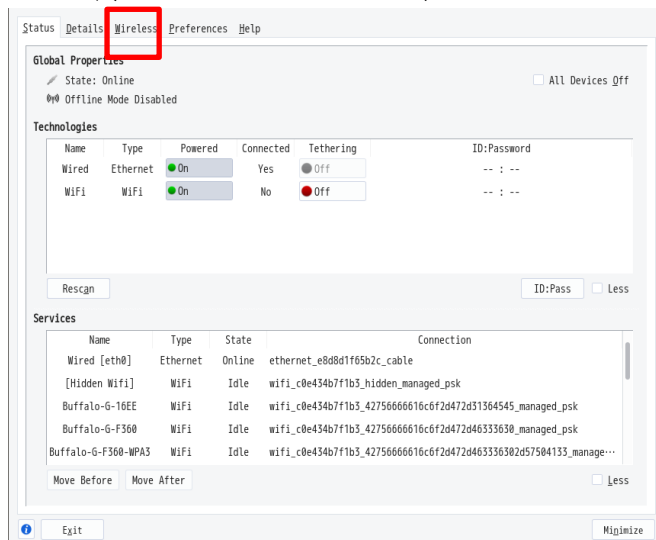 Status Details Wireless Preferences Help
Global Properties
State: Online
All Devices Off
Offline Mode Disabled
Technologies
Name Type Powered Connected Tethering ID:Password
Wired Ethernet On Yes Off -- : --
WiFi WiFi On No Off -- : --
Rescan ID:Pass Less
Services
Name Type State Connection
Wired [eth0] Ethernet Online ethernet_e8d8d1f65b2c_cable
[Hidden Wifi] WiFi Idle wifi_c0e434b7f1b3_hidden_managed_psk
Buffalo-G-16EE WiFi Idle wifi_c0e434b7f1b3_42756666616c6f2d472d31364545_managed_psk
Buffalo-G-F360 WiFi Idle wifi_c0e434b7f1b3_42756666616c6f2d472d46333630_managed_psk
Buffalo-G-F360-WPA3 WiFi Idle wifi_c0e434b7f1b3_42756666616c6f2d472d463336302d57504133_manage⋯
Move Before Move After Less
Exit Minimize